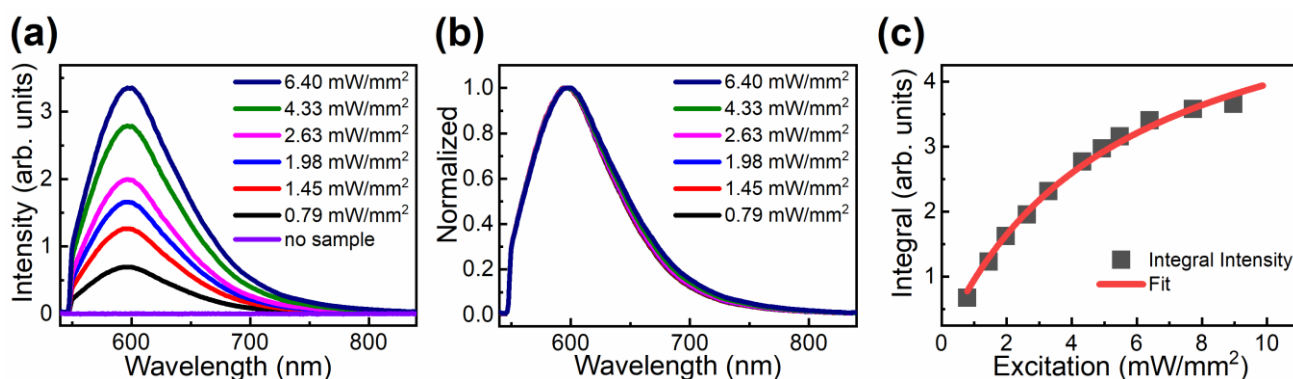 (a)
Intensity (arb. units)
3
2
1
0
6.40 mW/mm²
4.33 mW/mm²
2.63 mW/mm²
1.98 mW/mm²
1.45 mW/mm²
0.79 mW/mm²
no sample
600 700 800
Wavelength (nm)
(b)
Normalized
1.0
0.8
0.6
0.4
0.2
0.0
6.40 mW/mm²
4.33 mW/mm²
2.63 mW/mm²
1.98 mW/mm²
1.45 mW/mm²
0.79 mW/mm²
600 700 800
Wavelength (nm)
(c)
Integral (arb. units)
4
3
2
1
Integral Intensity
Fit
0 2 4 6 8 10
Excitation (mW/mm²)